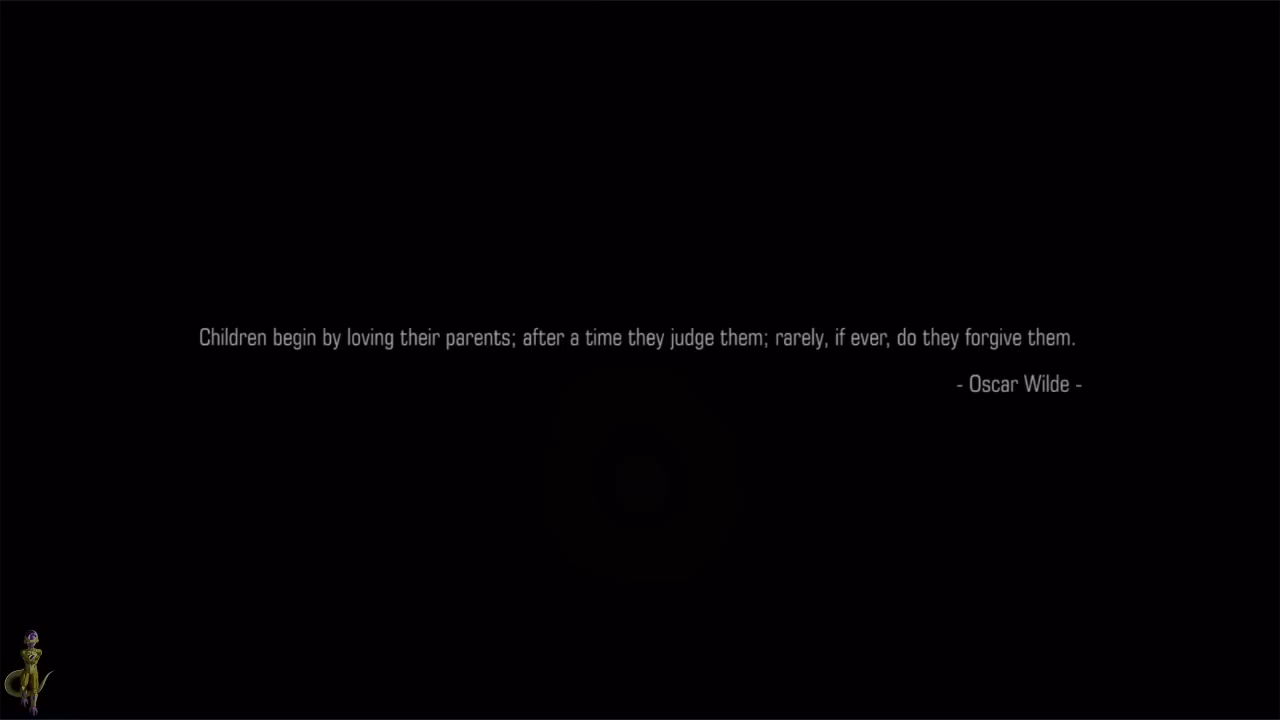 Children begin by loving their parents; after a time they judge them; rarely, if ever, do they forgive them.
- Oscar Wilde -